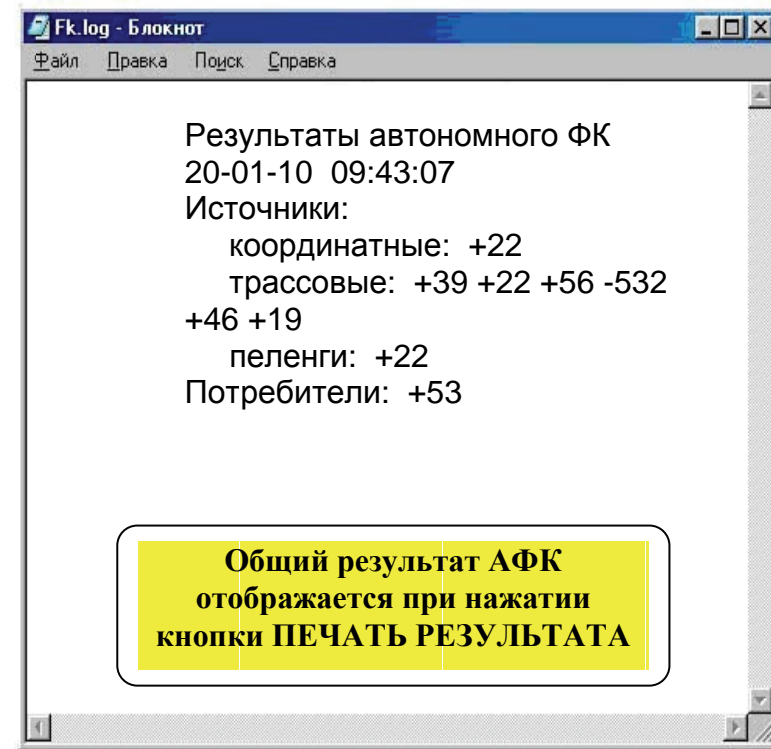 Fk.log - Блокнот
Файл Правка Поиск Справка
Результаты автономного ФК
20-01-10 09:43:07
Источники:
координатные: +22
трассовые: +39 +22 +56 -532
+46 +19
пеленги: +22
Потребители: +53
Общий результат АФК
отображается при нажатии
кнопки ПЕЧАТЬ РЕЗУЛЬТАТА